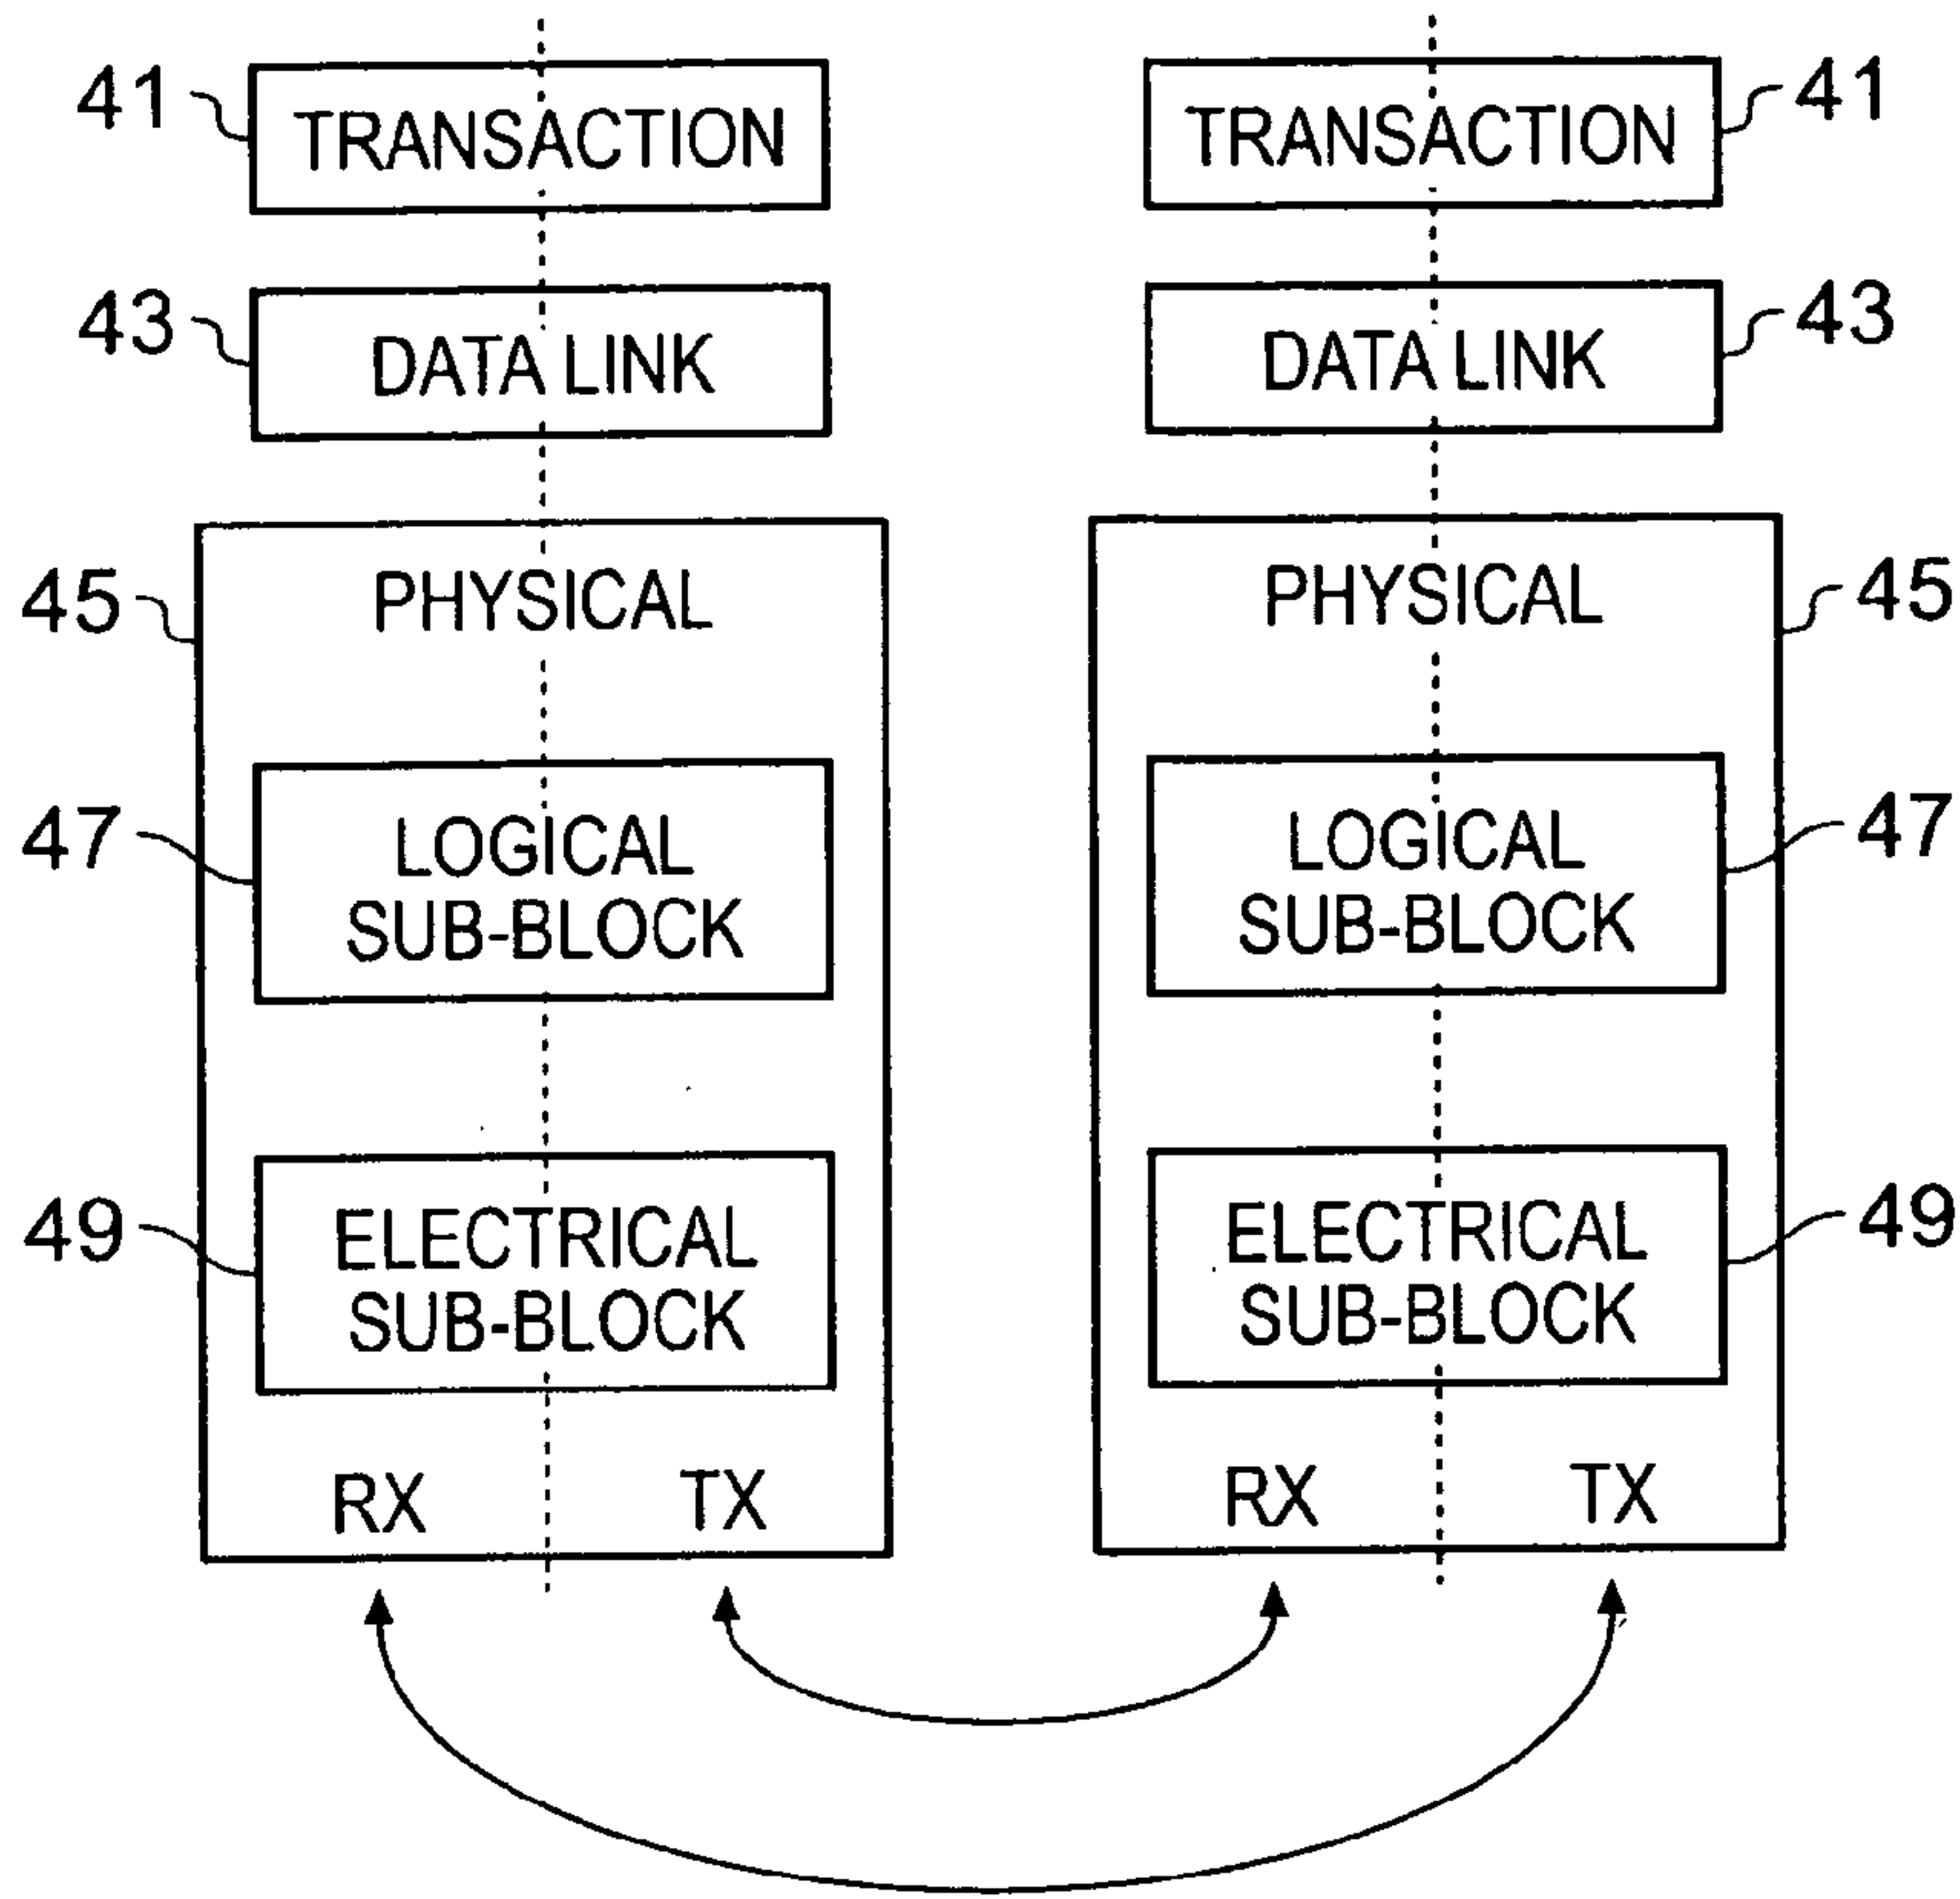 41 TRANSACTION TRANSACTION 41
43 DATA LINK DATA LINK 43
45 PHYSICAL PHYSICAL 45
47 LOGICAL SUB-BLOCK LOGICAL SUB-BLOCK 47
49 ELECTRICAL SUB-BLOCK ELECTRICAL SUB-BLOCK 49
RX TX RX TX